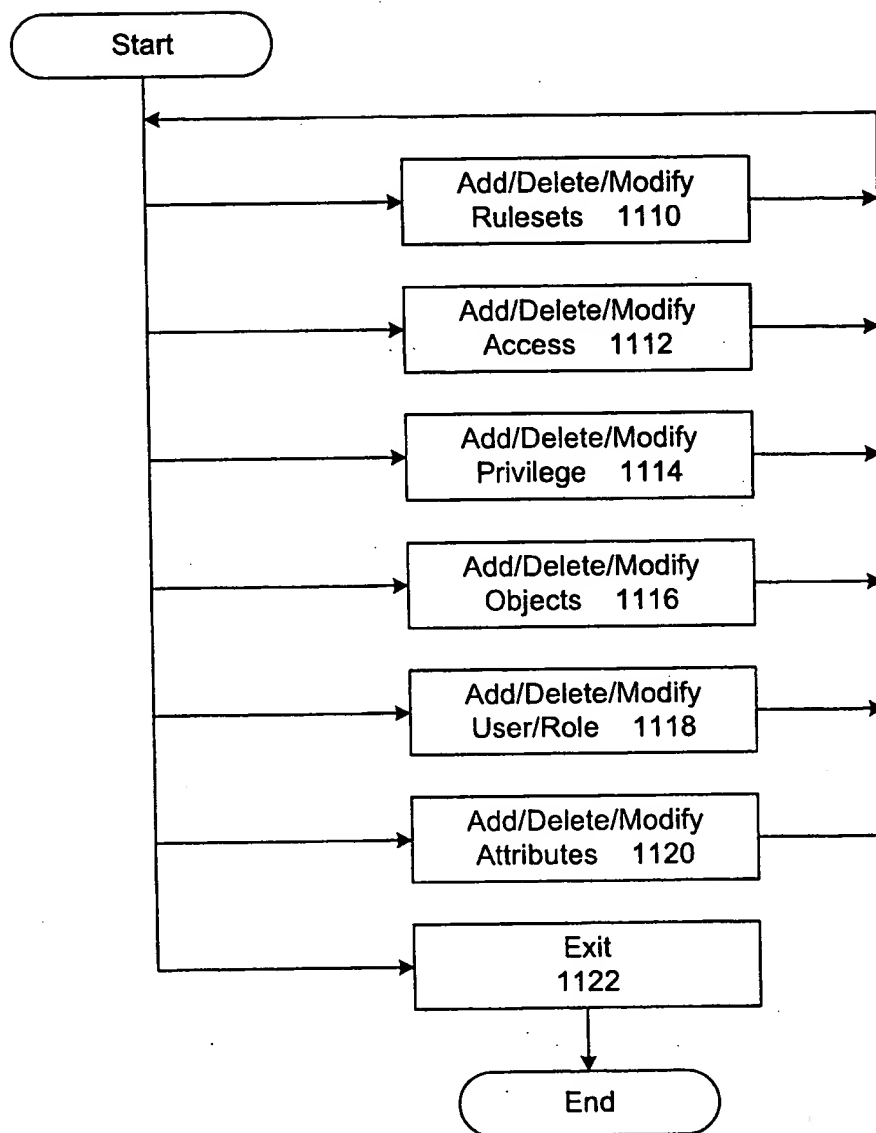 Start
Add/Delete/Modify
Rulesets 1110
Add/Delete/Modify
Access 1112
Add/Delete/Modify
Privilege 1114
Add/Delete/Modify
Objects 1116
Add/Delete/Modify
User/Role 1118
Add/Delete/Modify
Attributes 1120
Exit
1122
End